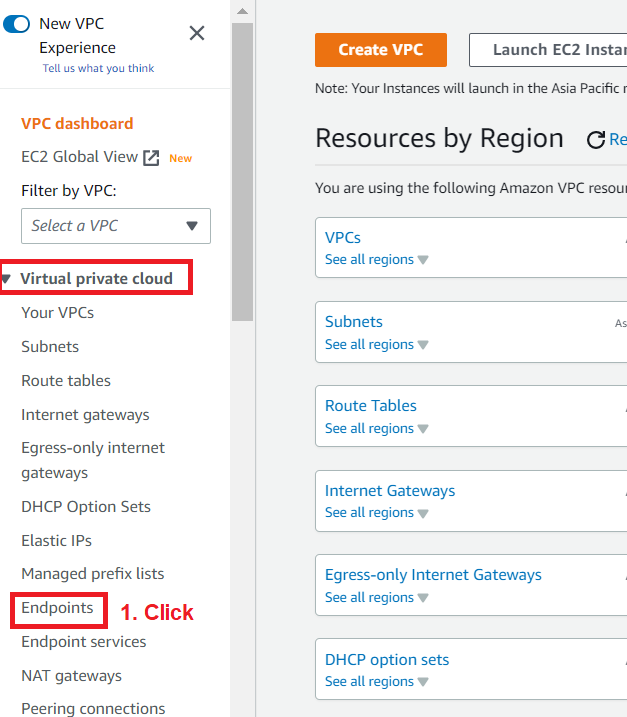 New VPC
Experience
Tell us what you think
VPC dashboard
EC2 Global View New
Filter by VPC:
Select a VPC
Virtual private cloud
Your VPCs
Subnets
Route tables
Internet gateways
Egress-only internet
gateways
DHCP Option Sets
Elastic IPs
Managed prefix lists
Endpoints 1. Click
Endpoint services
NAT gateways
Peering connections
Create VPC
Launch EC2
Note: Your Instances will launch in the Asia Pacific
Resources by Region
You are using the following Amazon VPC
VPCs
See all regions
Subnets
See all regions
Route Tables
See all regions
Internet Gateways
See all regions
Egress-only Internet Gateways
See all regions
DHCP option sets
See all regions